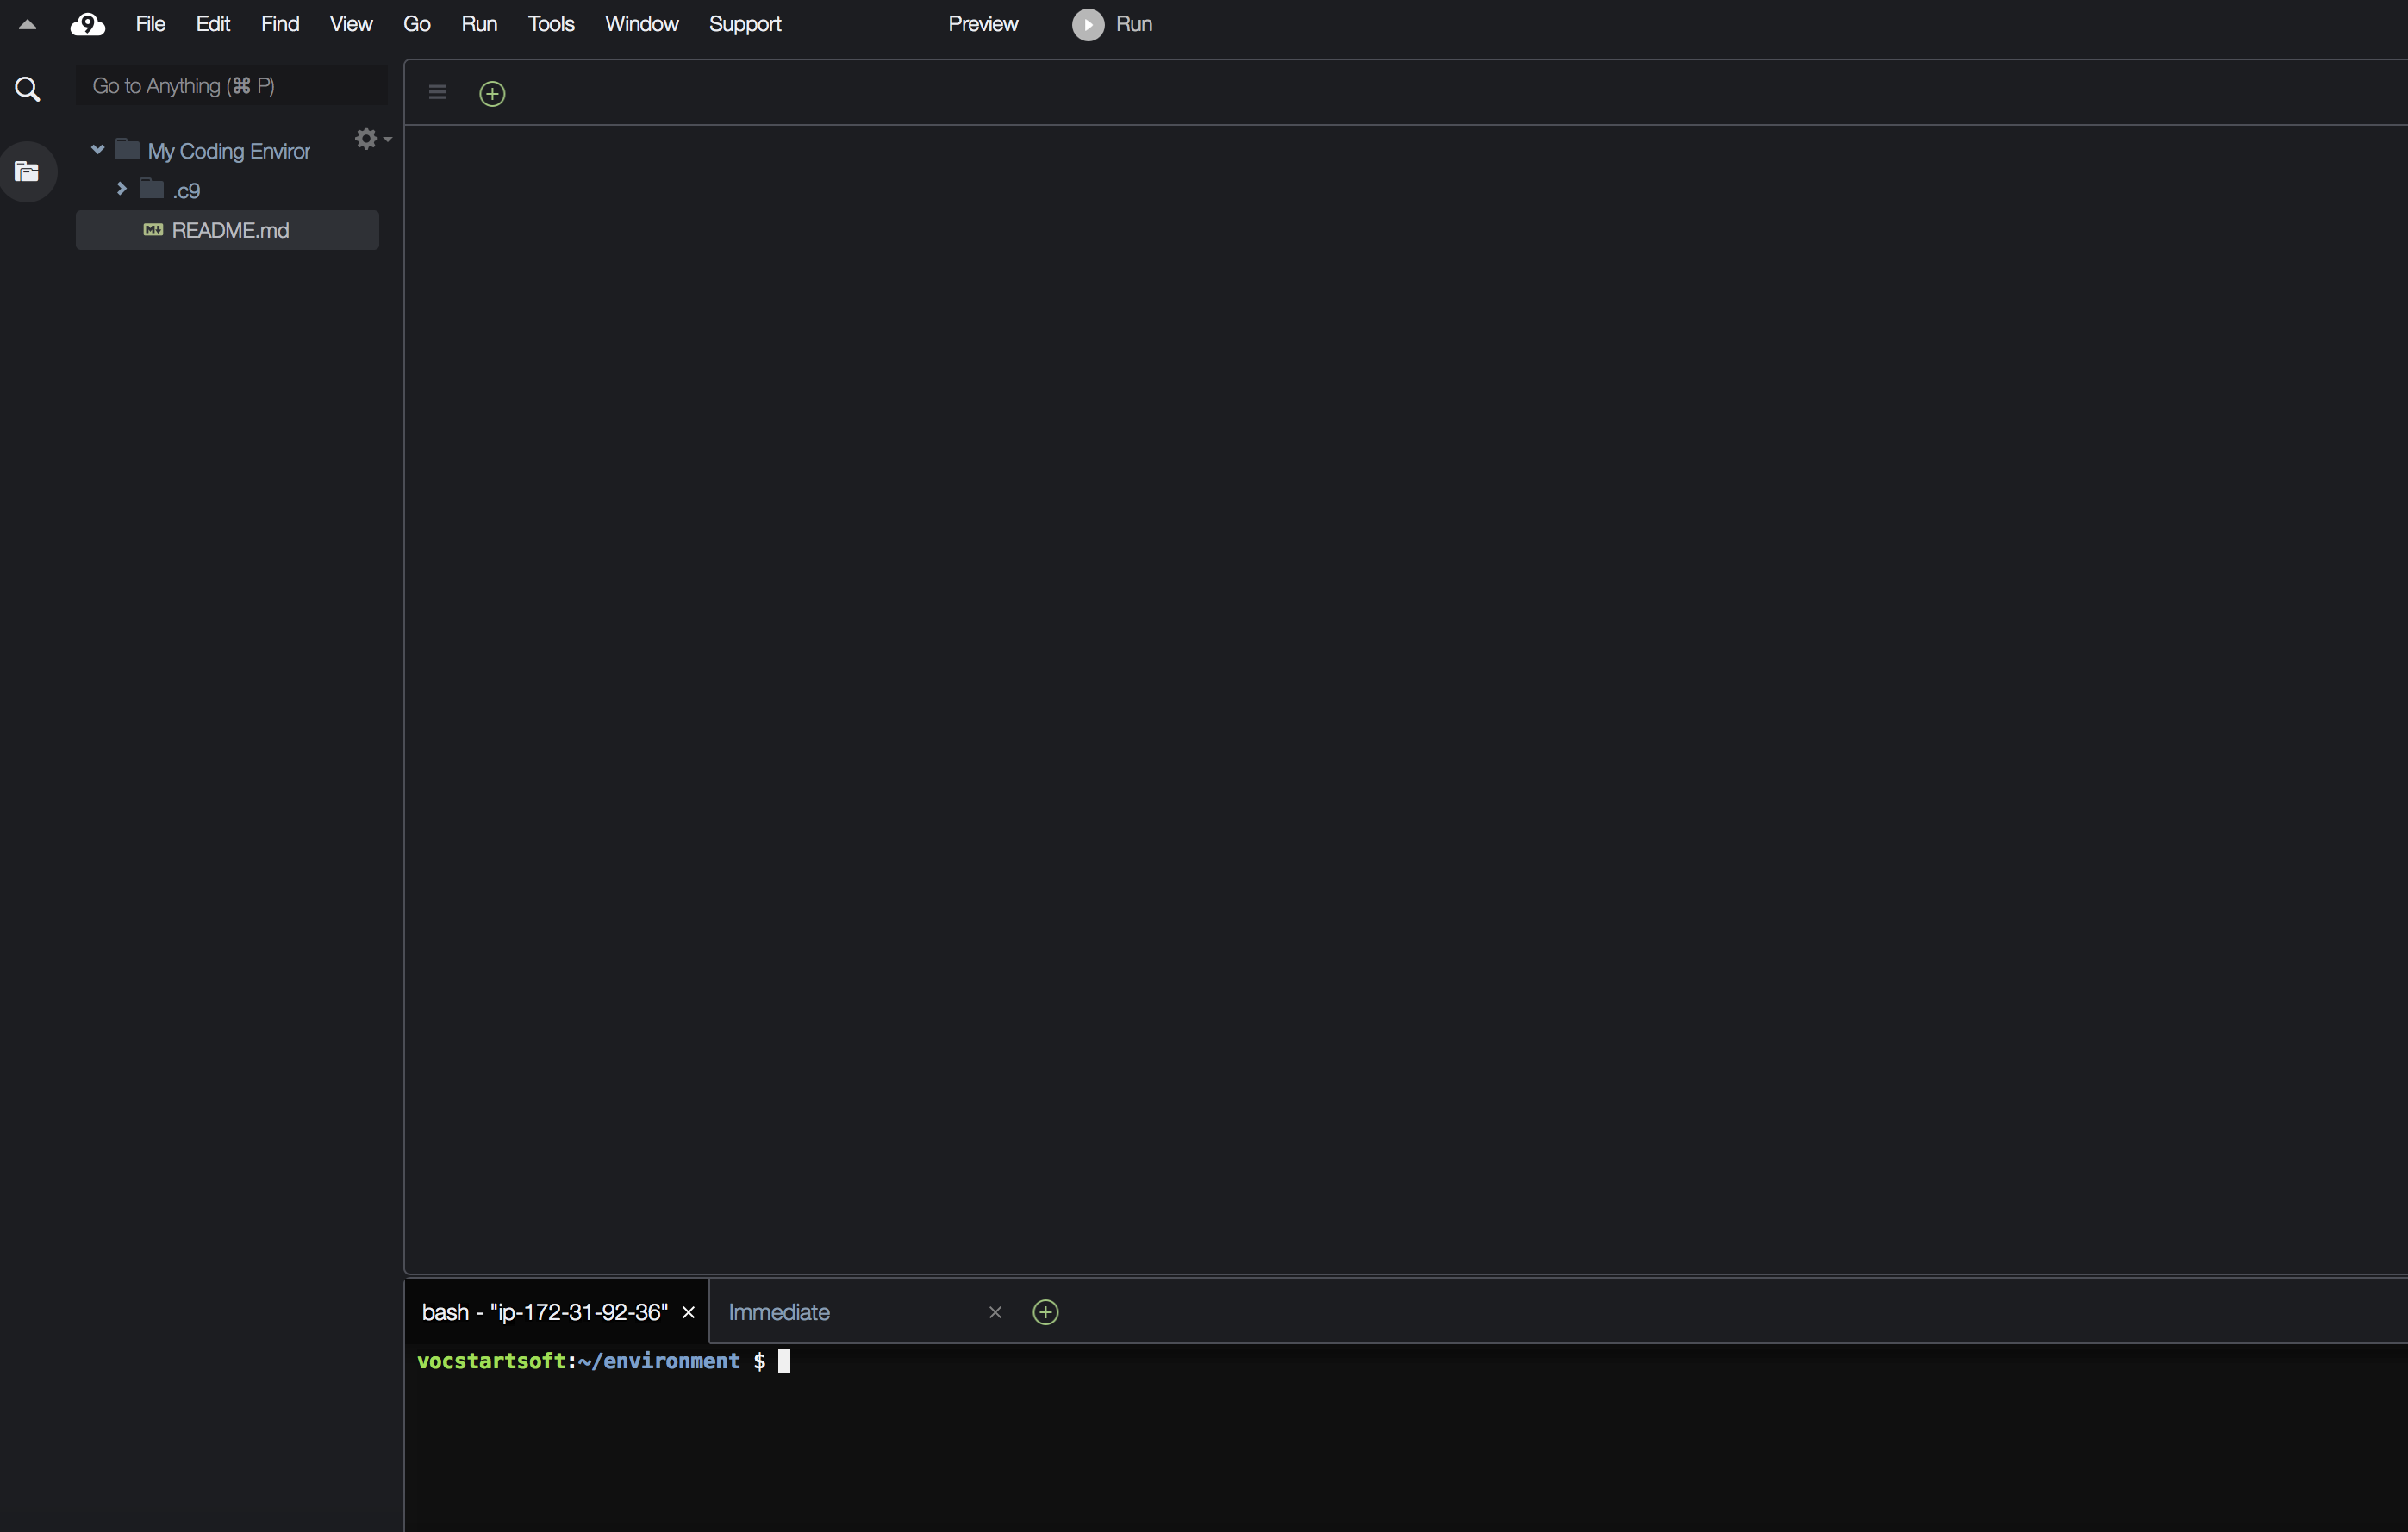 9 File Edit Find View Go Run Tools Window Support Preview Run
Go to Anything (⌘ P)
My Coding Enviror
.c9
M↓ README.md
bash - "ip-172-31-92-36" × Immediate ×
vocstartsoft:~/environment $